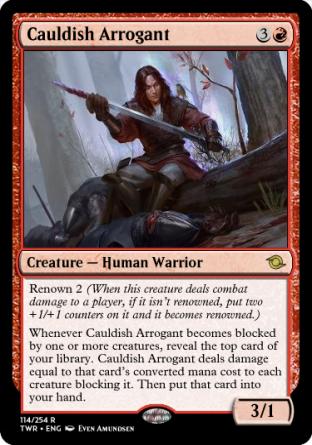 Cauldish Arrogant 3
Creature — Human Warrior
Renown 2 (When this creature deals combat
damage to a player, if it isn't renowned, put two
+1/+1 counters on it and it becomes renowned.)
Whenever Cauldish Arrogant becomes blocked
by one or more creatures, reveal the top card of
your library. Cauldish Arrogant deals damage
equal to that card's converted mana cost to each
creature blocking it. Then put that card into
your hand.
3/1
114/254 R
TWR • ENG Even Amundsen